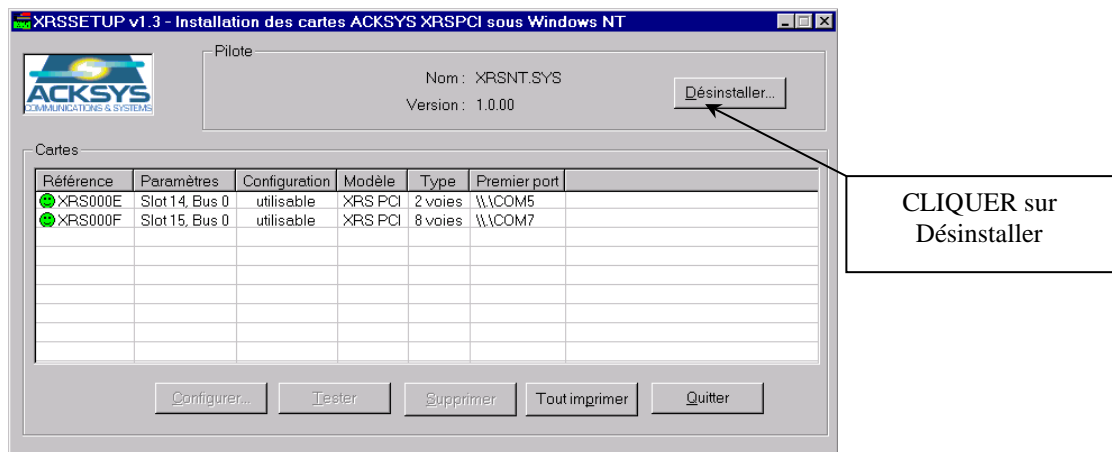 XRSSETUP v1.3 - Installation des cartes ACKSYS XRSPCI sous Windows NT
ACKSYS
COMMUNICATIONS & SYSTEMS
Pilote
Nom : XRSNT.SYS
Version : 1.0.00
Désinstaller...
Cartes
Référence Paramètres Configuration Modèle Type Premier port
XRS000E Slot 14, Bus 0 utilisable XRS PCI 2 voies \\.\COM5
XRS000F Slot 15, Bus 0 utilisable XRS PCI 8 voies \\.\COM7
Configurer... Tester Supprimer Tout imprimer Quitter
CLIQUER sur
Désinstaller